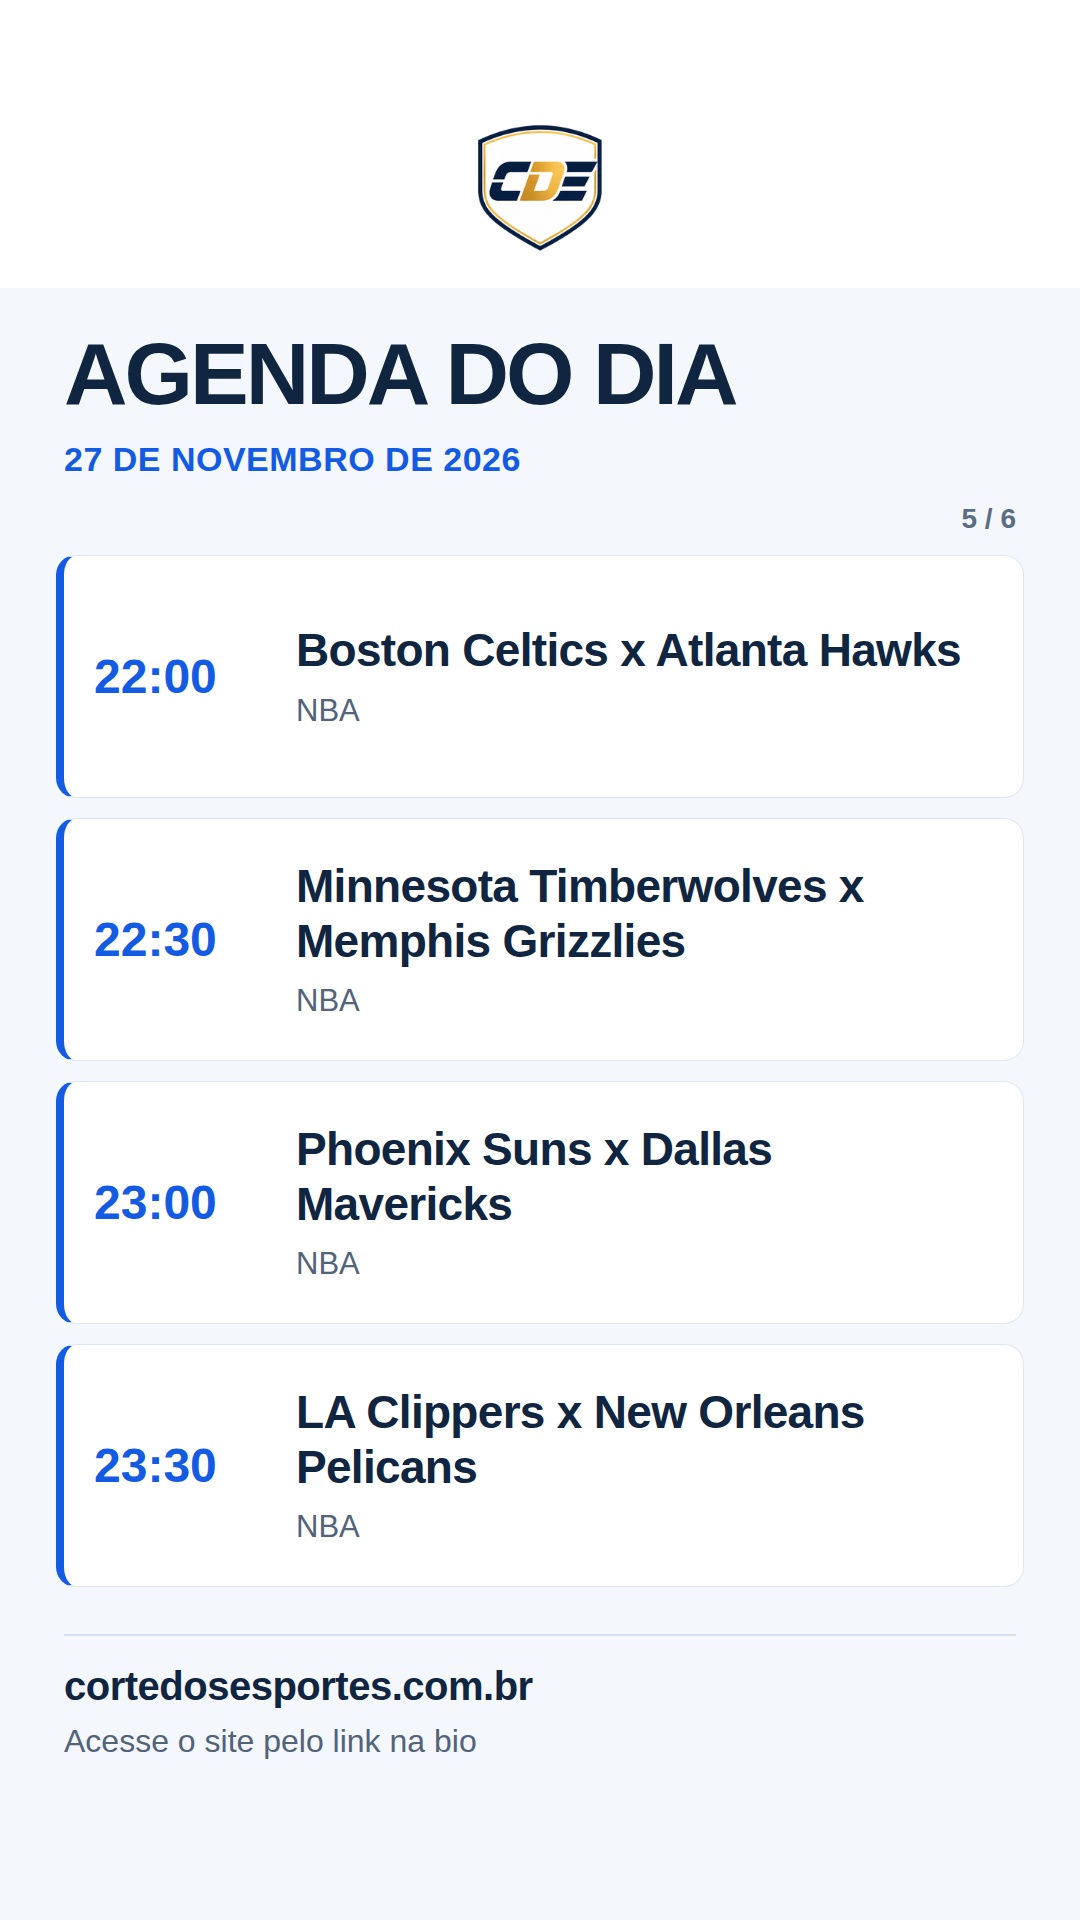 CDE
AGENDA DO DIA
27 DE NOVEMBRO DE 2026
5 / 6
22:00
Boston Celtics x Atlanta Hawks
NBA
22:30
Minnesota Timberwolves x
Memphis Grizzlies
NBA
23:00
Phoenix Suns x Dallas
Mavericks
NBA
23:30
LA Clippers x New Orleans
Pelicans
NBA
cortedosesportes.com.br
Acesse o site pelo link na bio